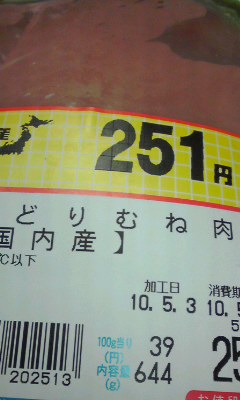 産
251円
どりむね肉
国内産】
℃以下
加工日 消費期
10.5.3 10.5
100g当り(円) 39
内容量(g) 644
25
202513